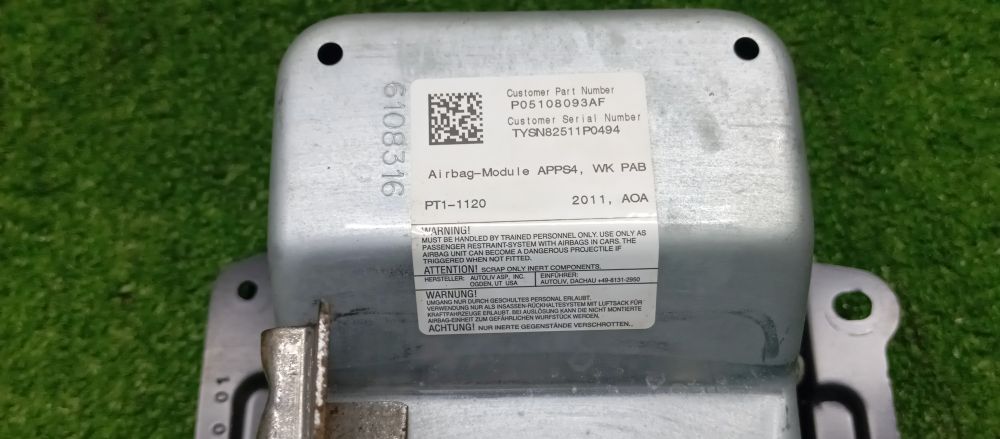 6108316
Customer Part Number
P05108093AF
Customer Serial Number
TYSN82511P0494
Airbag-Module APPS4, WK PAB
PT1-1120 2011, AOA
WARNING!
MUST BE HANDLED BY TRAINED PERSONNEL ONLY. USE ONLY AS
PASSENGER RESTRAINT-SYSTEM WITH AIRBAGS IN CARS. THE
AIRBAG UNIT CAN BECOME A DANGEROUS PROJECTILE IF
TRIGGERED WHEN NOT FITTED.
ATTENTION! SCRAP ONLY INERT COMPONENTS.
HERSTELLER: AUTOLIV ASP, INC.
OGDEN, UT USA
EINFÜHRER:
AUTOLIV, DACHAU +49-8131-2950
WARNUNG!
UMGANG NUR DURCH GESCHULTES PERSONAL ERLAUBT.
VERWENDUNG NUR ALS INSASSEN-RÜCKHALTESYSTEM MIT LUFTSACK FÜR
KRAFTFAHRZEUGE ERLAUBT. BEI AUSLÖSUNG KANN DIE NICHT MONTIERTE
AIRBAG-EINHEIT ZUM GEFÄHRLICHEN WURFSTÜCK WERDEN.
ACHTUNG! NUR INERTE GEGENSTÄNDE VERSCHROTTEN.
01